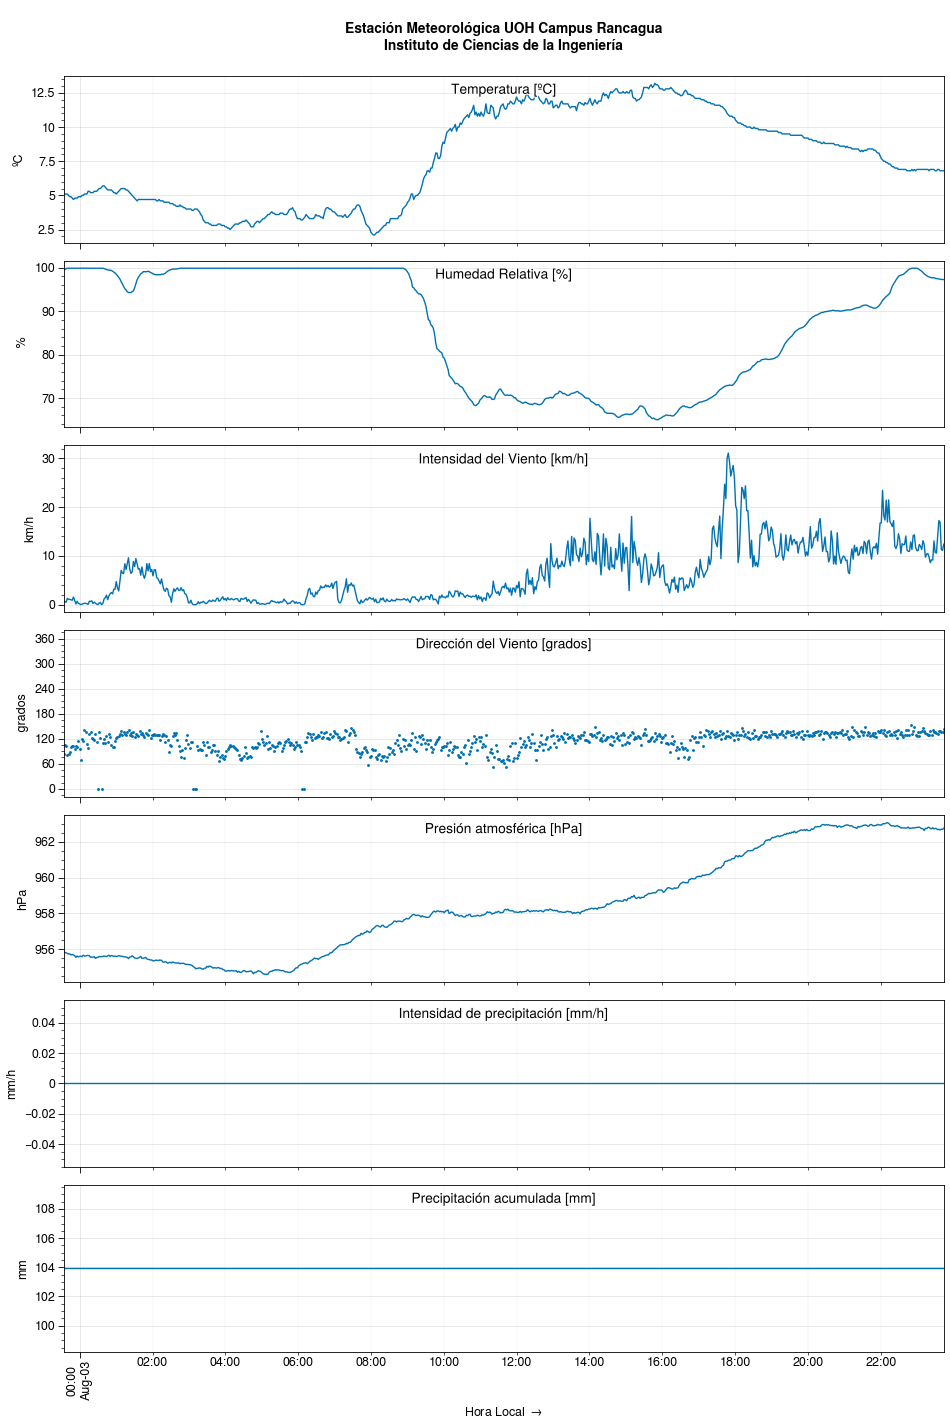 Estación Meteorológica UOH Campus Rancagua
Instituto de Ciencias de la Ingeniería
Temperatura [ºC]
12.5
10
7.5
5
2.5
ºC
Humedad Relativa [%]
100
90
80
70
%
Intensidad del Viento [km/h]
30
20
10
0
km/h
Dirección del Viento [grados]
360
300
240
180
120
60
0
grados
Presión atmosférica [hPa]
962
960
958
956
hPa
Intensidad de precipitación [mm/h]
0.04
0.02
0
−0.02
−0.04
mm/h
Precipitación acumulada [mm]
108
106
104
102
100
mm
00:00
Aug-03
02:00
04:00
06:00
08:00
10:00
12:00
14:00
16:00
18:00
20:00
22:00
Hora Local →